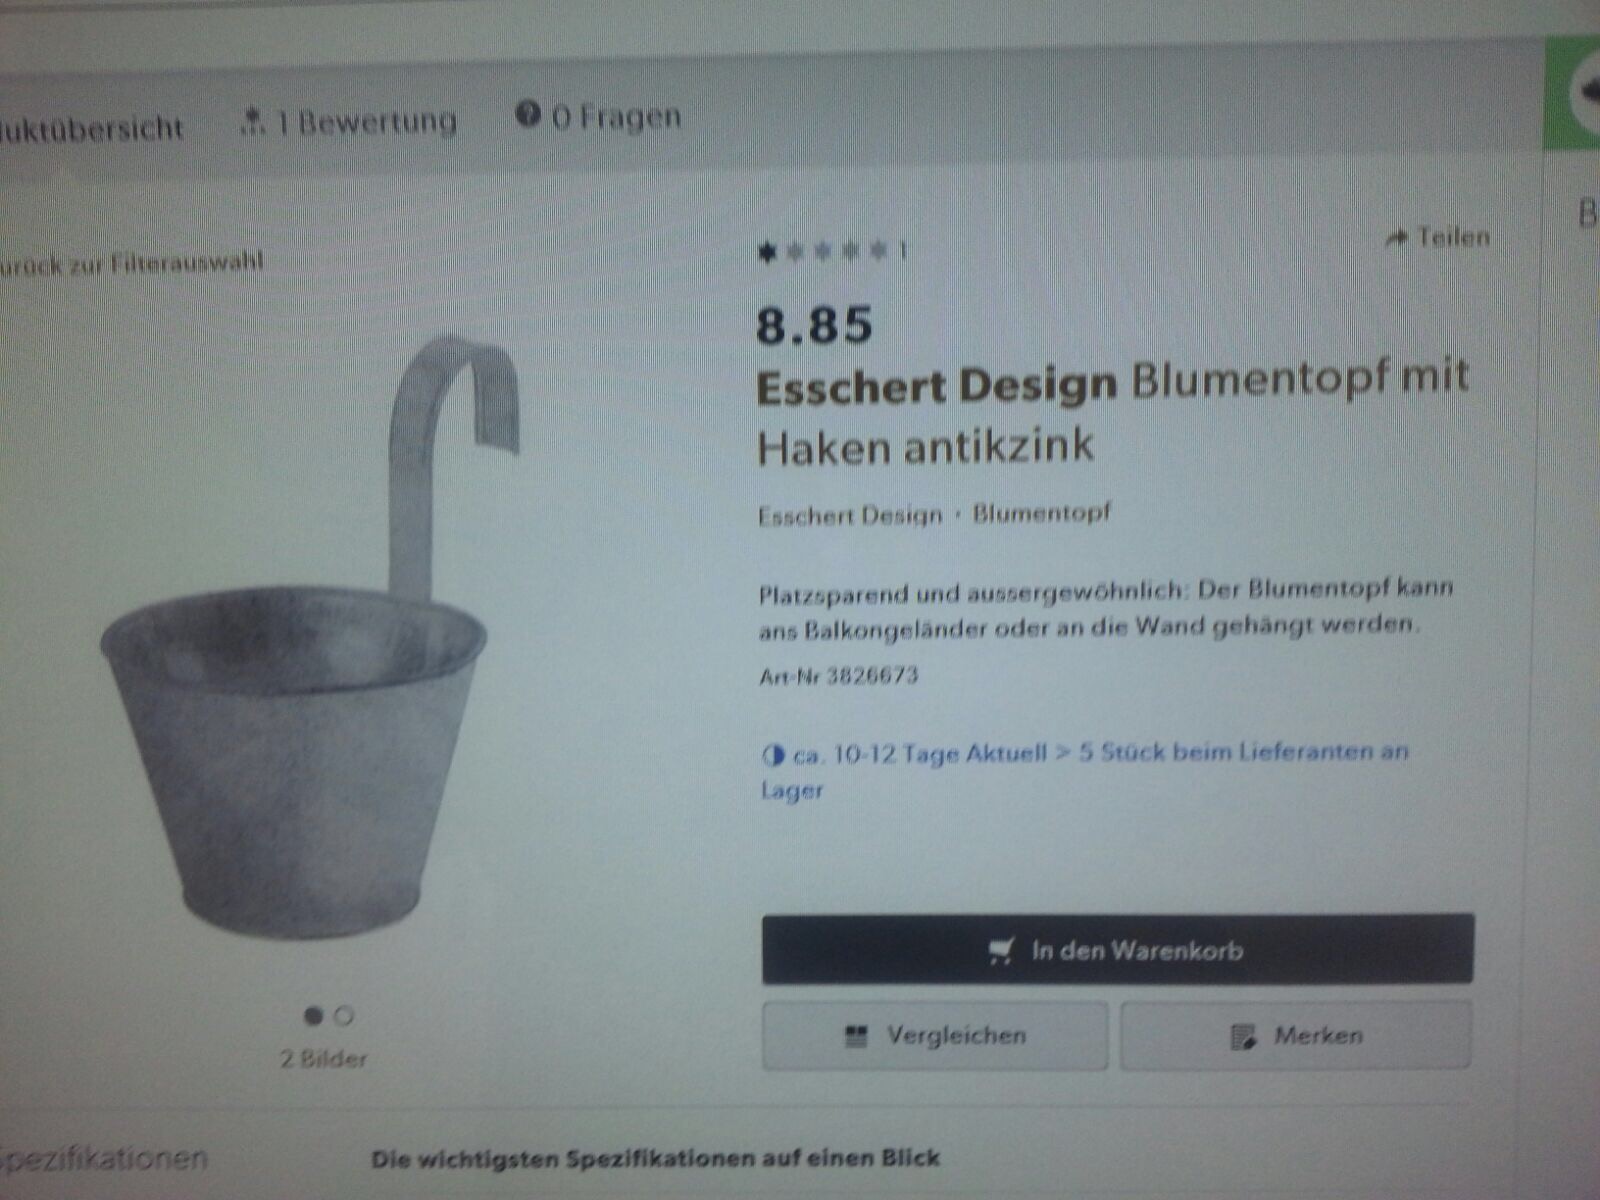 duktübersicht
1 Bewertung
0 Fragen
urück zur Filterauswahl
1
Teilen
B
8.85
Esschert Design Blumentopf mit
Haken antikzink
Esschert Design · Blumentopf
Platzsparend und aussergewöhnlich: Der Blumentopf kann
ans Balkongeländer oder an die Wand gehängt werden.
Art-Nr 3826673
ca. 10-12 Tage Aktuell > 5 Stück beim Lieferanten an
Lager
In den Warenkorb
Vergleichen
Merken
2 Bilder
Spezifikationen
Die wichtigsten Spezifikationen auf einen Blick